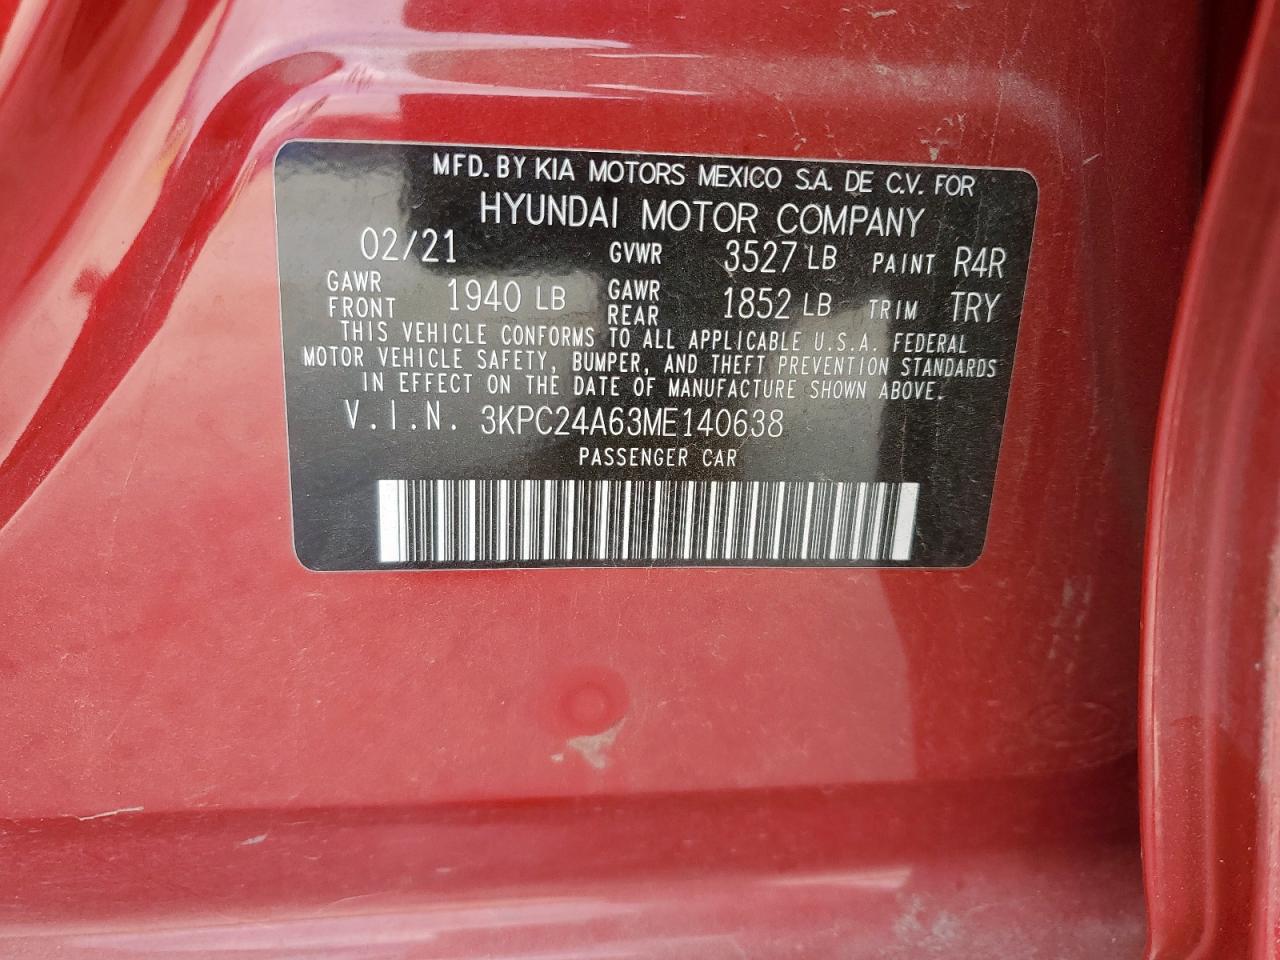 MFD. BY KIA MOTORS MEXICO S.A. DE C.V. FOR
HYUNDAI MOTOR COMPANY
02/21 GVWR 3527 LB PAINT R4R
GAWR FRONT 1940 LB GAWR REAR 1852 LB TRIM TRY
THIS VEHICLE CONFORMS TO ALL APPLICABLE U.S.A. FEDERAL
MOTOR VEHICLE SAFETY, BUMPER, AND THEFT PREVENTION STANDARDS
IN EFFECT ON THE DATE OF MANUFACTURE SHOWN ABOVE.
V.I.N. 3KPC24A63ME140638
PASSENGER CAR